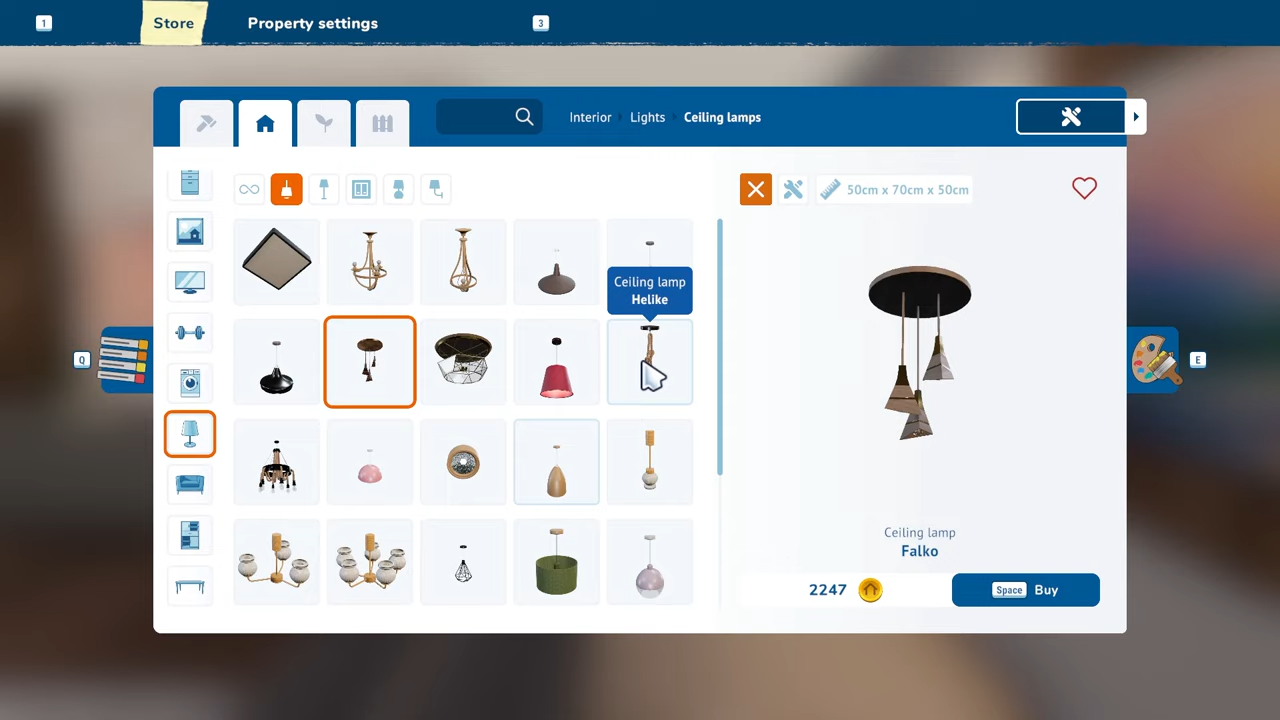 1
Store
Property settings
3
Interior
Lights
Ceiling lamps
50cm x 70cm x 50cm
Ceiling lamp
Helike
Q
E
Ceiling lamp
Falko
2247
Space Buy